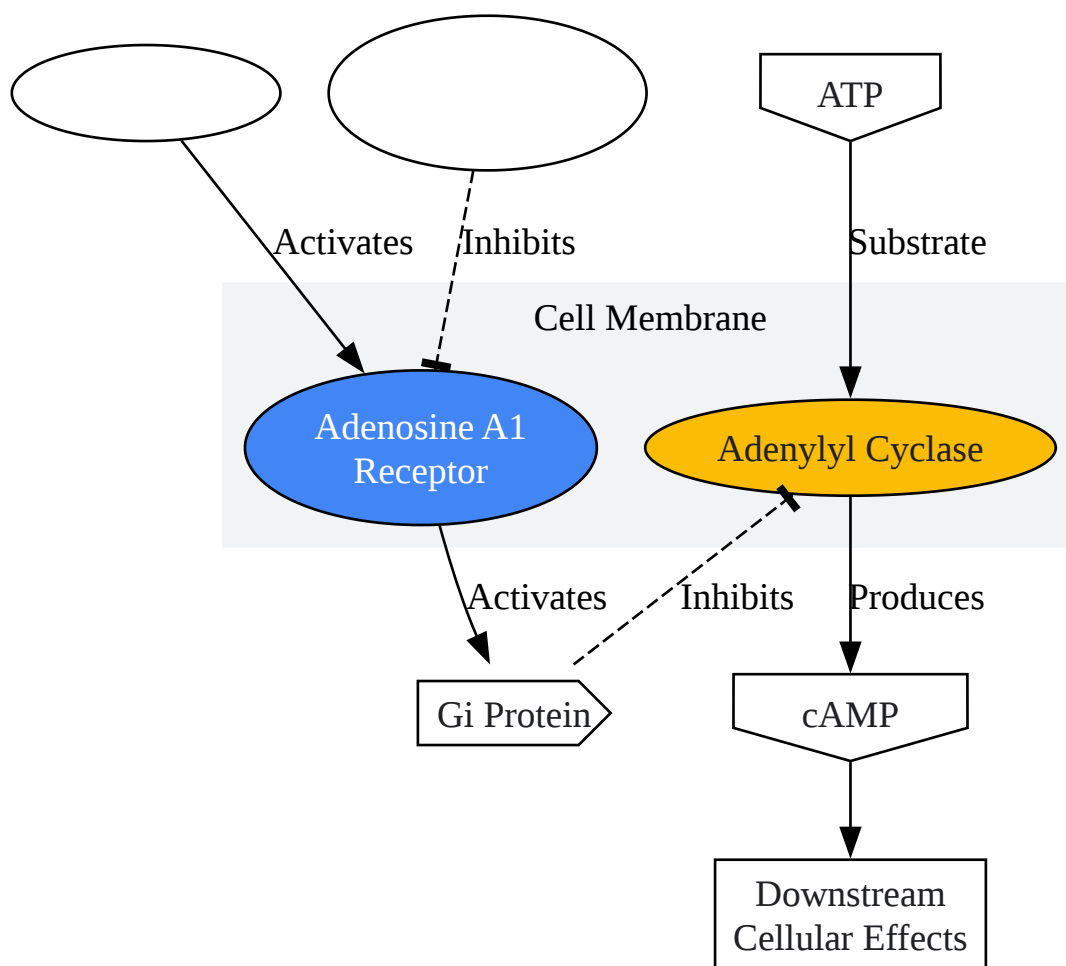 ATP
Activates
Inhibits
Substrate
Cell Membrane
Adenosine A1
Receptor
Adenylyl Cyclase
Activates
Inhibits
Produces
Gi Protein
cAMP
Downstream
Cellular Effects